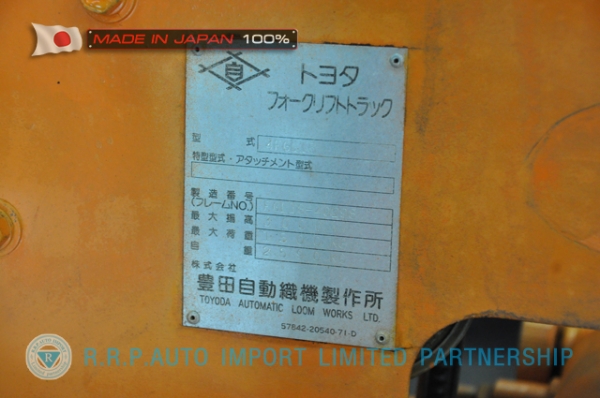 MADE IN JAPAN 100%
自
トヨタ
フォークリフトトラック
型 式
特型型式・アタッチメント型式
製造番号
(フレームNO.)
最大揚高
最大荷重
自 重
株式会社
豊田自動織機製作所
TOYODA AUTOMATIC LOOM WORKS LTD.
57642-20540-71-D
R
R.R.P.AUTO IMPORT LIMITED PARTNERSHIP